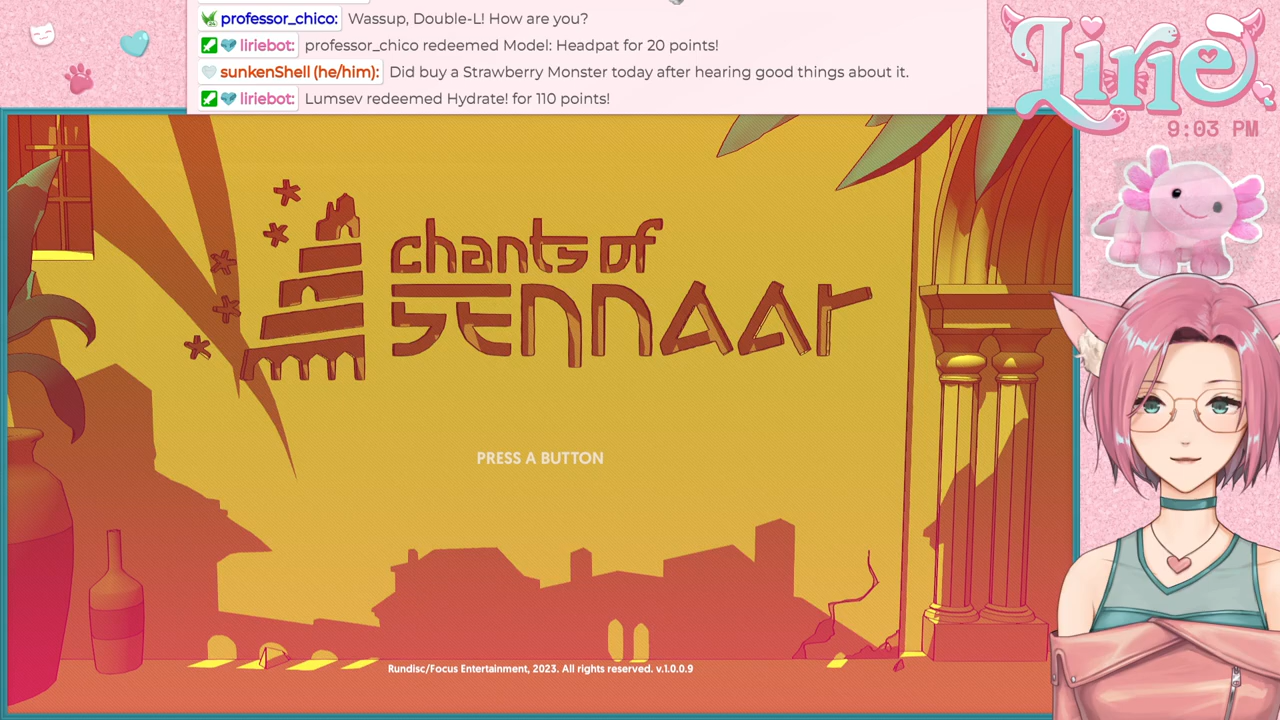 professor_chico: Wassup, Double-L! How are you?
liriebot: professor_chico redeemed Model: Headpat for 20 points!
sunkenShell (he/him): Did buy a Strawberry Monster today after hearing good things about it.
liriebot: Lumsev redeemed Hydrate! for 110 points!
Lirie
9:03 PM
chants of
SENNAAR
PRESS A BUTTON
Rundisc/Focus Entertainment, 2023. All rights reserved. v.1.0.0.9